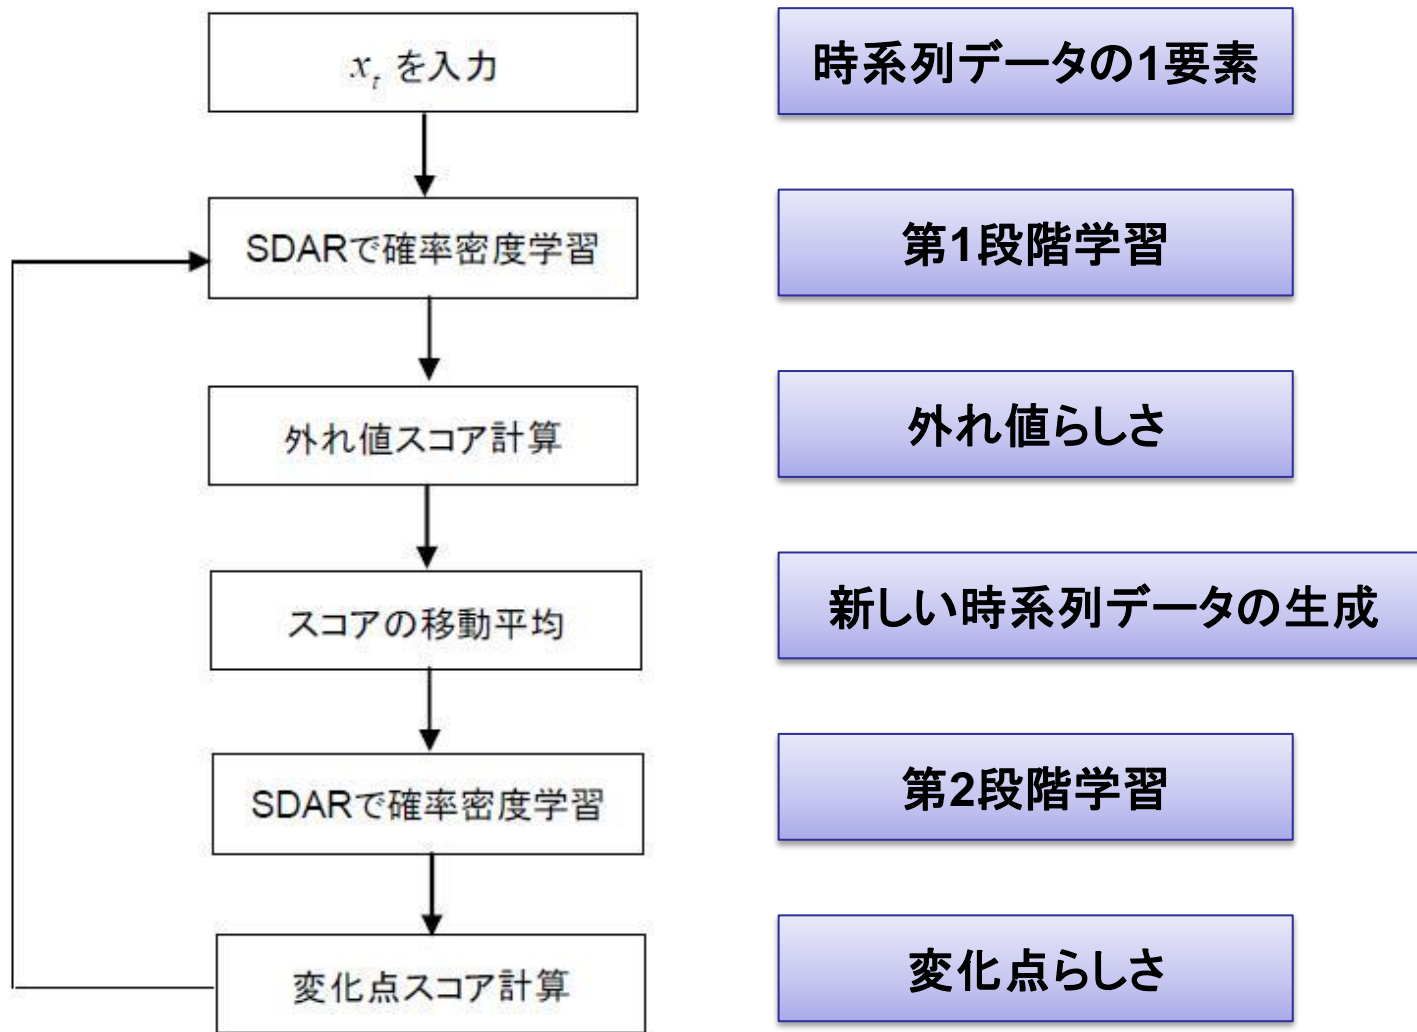 x_t を入力
時系列データの1要素
SDARで確率密度学習
第1段階学習
外れ値スコア計算
外れ値らしさ
スコアの移動平均
新しい時系列データの生成
SDARで確率密度学習
第2段階学習
変化点スコア計算
変化点らしさ